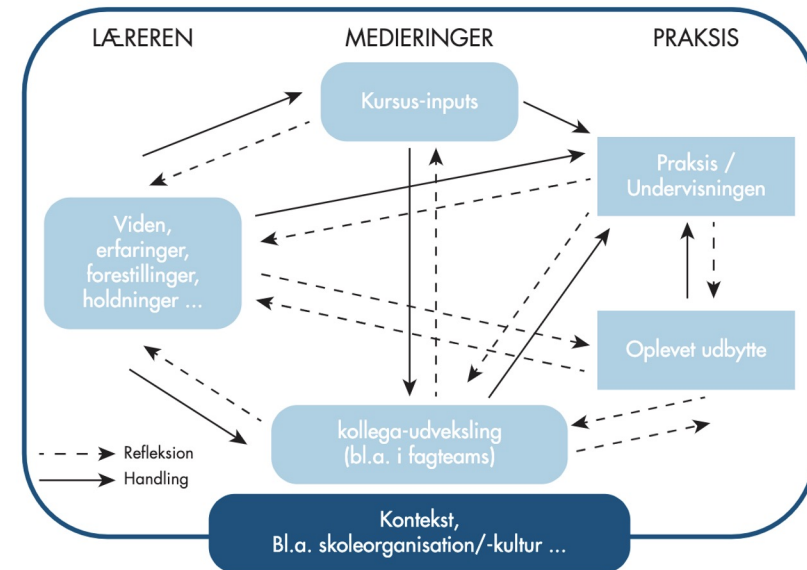 LÆREREN
MEDIERINGER
PRAKSIS
Kursus-inputs
Praksis /
Undervisningen
Viden,
erfaringer,
forestillinger,
holdninger ...
Oplevet udbytte
kollega-udveksling
(bl.a. i fagteams)
Refleksion
Handling
Kontekst,
Bl.a. skoleorganisation/-kultur ...